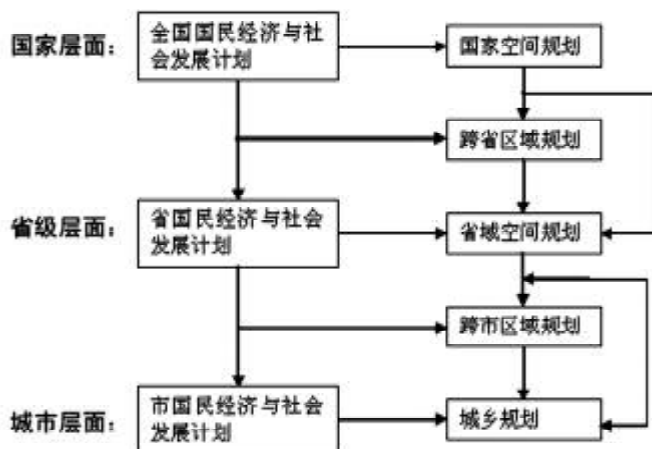 国家层面：
全国国民经济与社
会发展计划
国家空间规划
跨省区域规划
省级层面：
省国民经济与社会
发展计划
省域空间规划
跨市区域规划
城市层面：
市国民经济与社会
发展计划
城乡规划